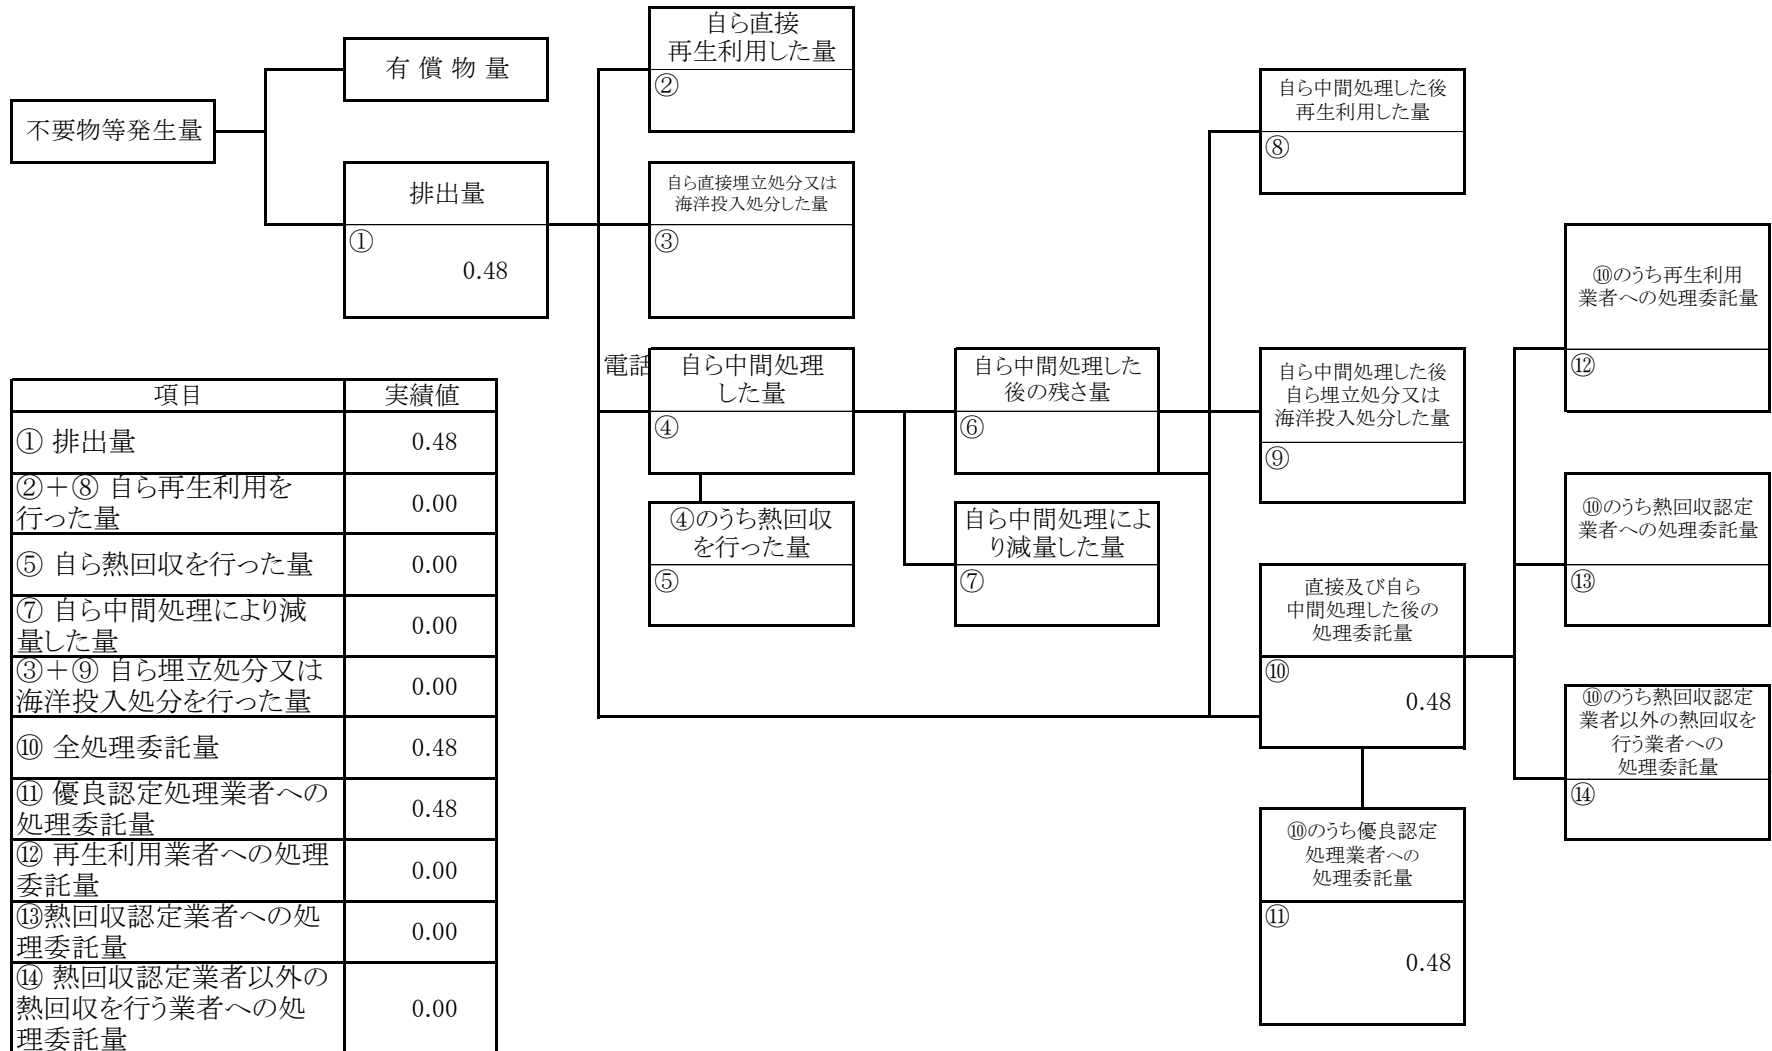 不要物等発生量
有 償 物 量
排出量
①
0.48
自ら直接
再生利用した量
②
自ら直接埋立処分又は
海洋投入処分した量
③
電話
自ら中間処理
した量
④
④のうち熱回収
を行った量
⑤
自ら中間処理した
後の残さ量
⑥
自ら中間処理によ
り減量した量
⑦
自ら中間処理した後
再生利用した量
⑧
自ら中間処理した後
自ら埋立処分又は
海洋投入処分した量
⑨
直接及び自ら
中間処理した後の
処理委託量
⑩
0.48
⑩のうち優良認定
処理業者への
処理委託量
⑪
0.48
⑩のうち再生利用
業者への処理委託量
⑫
⑩のうち熱回収認定
業者への処理委託量
⑬
⑩のうち熱回収認定
業者以外の熱回収を
行う業者への
処理委託量
⑭
項目 実績値
① 排出量 0.48
②＋⑧ 自ら再生利用を
行った量 0.00
⑤ 自ら熱回収を行った量 0.00
⑦ 自ら中間処理により減
量した量 0.00
③＋⑨ 自ら埋立処分又は
海洋投入処分を行った量 0.00
⑩ 全処理委託量 0.48
⑪ 優良認定処理業者への
処理委託量 0.48
⑫ 再生利用業者への処理
委託量 0.00
⑬熱回収認定業者への処
理委託量 0.00
⑭ 熱回収認定業者以外の
熱回収を行う業者への処
理委託量 0.00